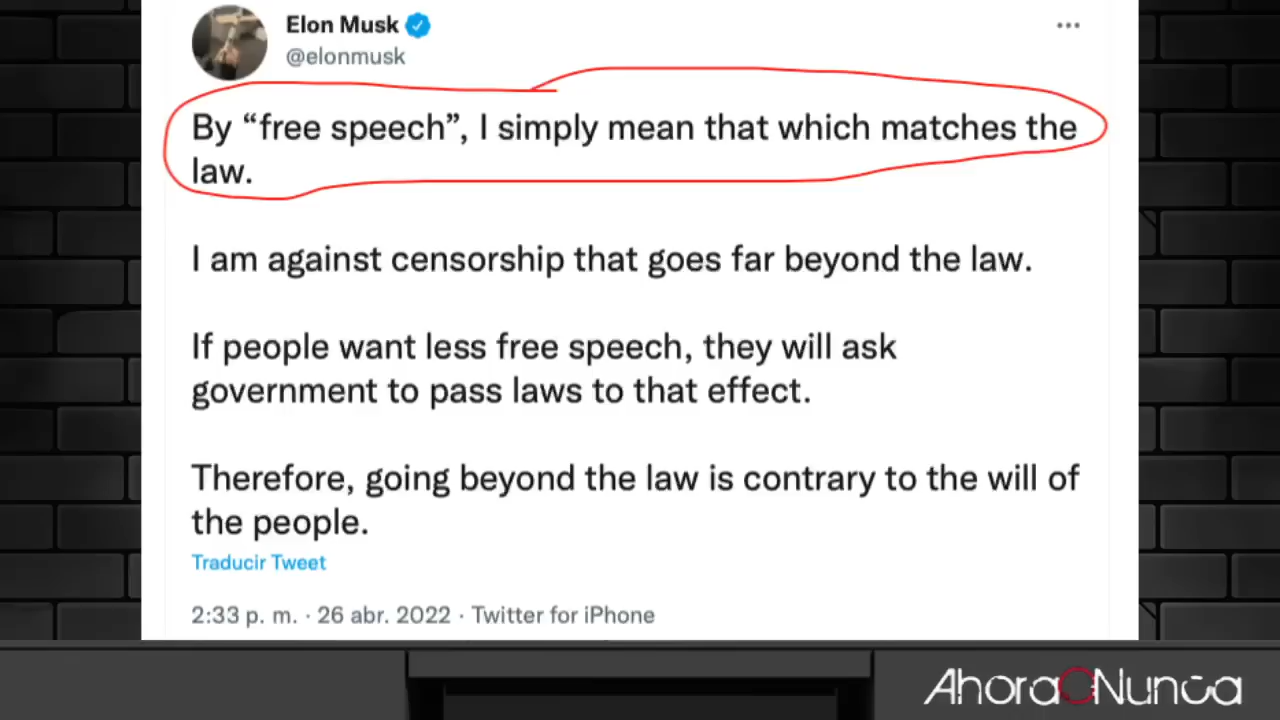 Elon Musk
@elonmusk
By “free speech”, I simply mean that which matches the
law.
I am against censorship that goes far beyond the law.
If people want less free speech, they will ask
government to pass laws to that effect.
Therefore, going beyond the law is contrary to the will of
the people.
Traducir Tweet
2:33 p. m. · 26 abr. 2022 · Twitter for iPhone
AhoraONunca